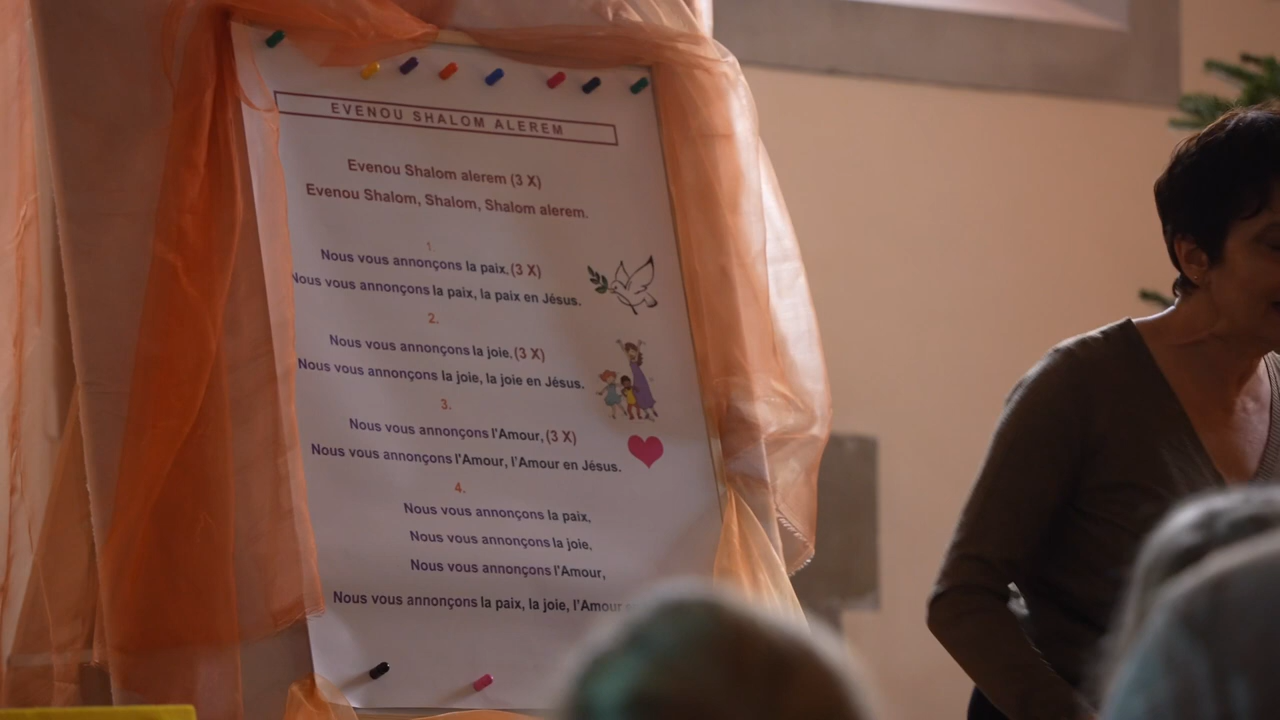 EVENOU SHALOM ALEREM
Evenou Shalom alerem (3 X)
Evenou Shalom, Shalom, Shalom alerem.
1.
Nous vous annonçons la paix, (3 X)
Nous vous annonçons la paix, la paix en Jésus.
2.
Nous vous annonçons la joie, (3 X)
Nous vous annonçons la joie, la joie en Jésus.
3.
Nous vous annonçons l'Amour, (3 X)
Nous vous annonçons l'Amour, l'Amour en Jésus.
4.
Nous vous annonçons la paix,
Nous vous annonçons la joie,
Nous vous annonçons l'Amour,
Nous vous annonçons la paix, la joie, l'Amour